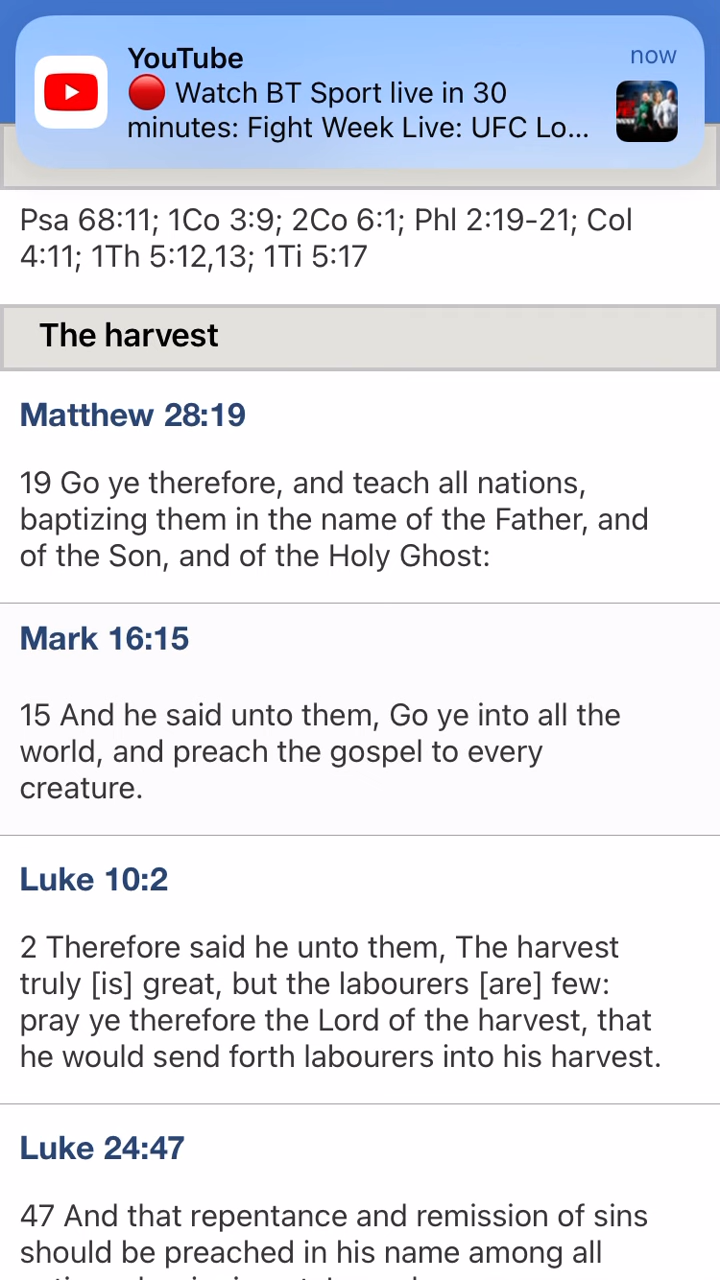 YouTube
now
🔴 Watch BT Sport live in 30
minutes: Fight Week Live: UFC Lo...
Psa 68:11; 1Co 3:9; 2Co 6:1; Phl 2:19-21; Col
4:11; 1Th 5:12,13; 1Ti 5:17
The harvest
Matthew 28:19
19 Go ye therefore, and teach all nations,
baptizing them in the name of the Father, and
of the Son, and of the Holy Ghost:
Mark 16:15
15 And he said unto them, Go ye into all the
world, and preach the gospel to every
creature.
Luke 10:2
2 Therefore said he unto them, The harvest
truly [is] great, but the labourers [are] few:
pray ye therefore the Lord of the harvest, that
he would send forth labourers into his harvest.
Luke 24:47
47 And that repentance and remission of sins
should be preached in his name among all